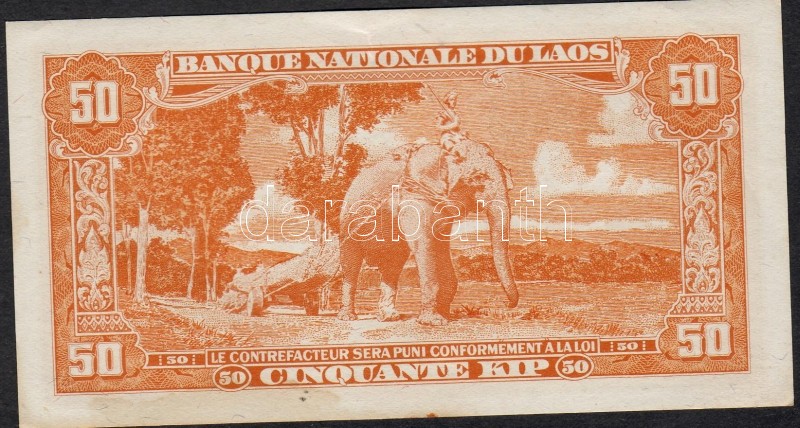 BANQUE NATIONALE DU LAOS
50 50
darabanth
50 LE CONTREFACTEUR SERA PUNI CONFORMEMENT A LA LOI 50
50 50
50 CINQUANTE KIP 50